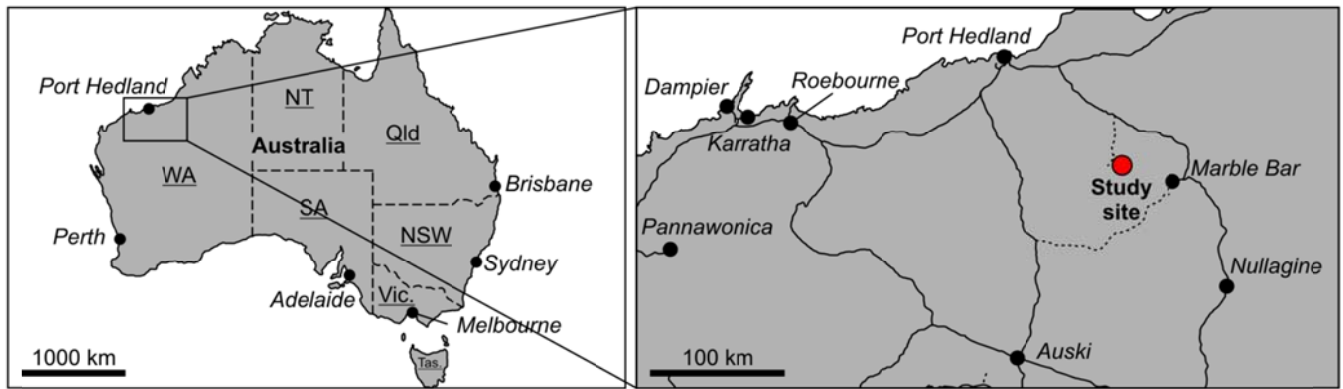 Port Hedland
NT
Australia
Qld
WA
Brisbane
SA
Perth
NSW
Sydney
Adelaide
Vic.
Melbourne
1000 km
Tas.
Port Hedland
Dampier
Roebourne
Karratha
Marble Bar
Study
site
Pannawonica
Nullagine
Auski
100 km